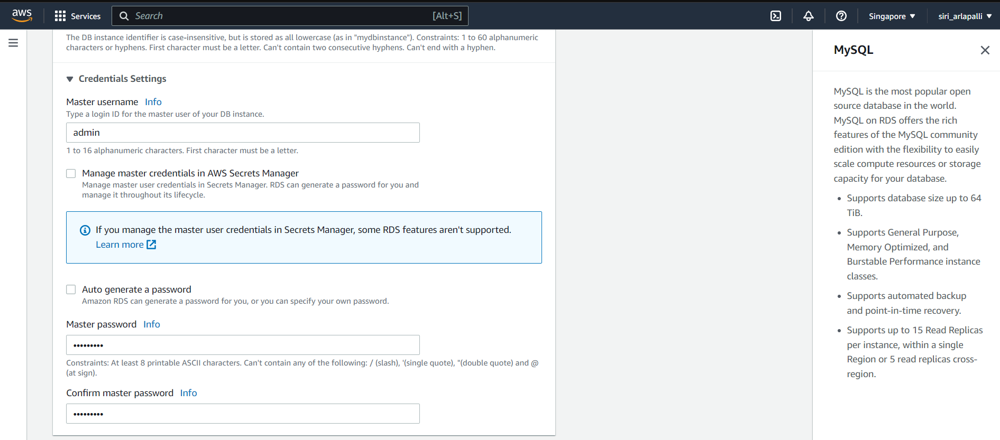 aws
Services
Search
[Alt+S]
Singapore
siri_arlapalli
The DB instance identifier is case-insensitive, but is stored as all lowercase (as in "mydbinstance"). Constraints: 1 to 60 alphanumeric
characters or hyphens. First character must be a letter. Can't contain two consecutive hyphens. Can't end with a hyphen.
Credentials Settings
Master username Info
Type a login ID for the master user of your DB instance.
admin
1 to 16 alphanumeric characters. First character must be a letter.
Manage master credentials in AWS Secrets Manager
Manage master user credentials in Secrets Manager. RDS can generate a password for you and
manage it throughout its lifecycle.
If you manage the master user credentials in Secrets Manager, some RDS features aren't supported.
Learn more
Auto generate a password
Amazon RDS can generate a password for you, or you can specify your own password.
Master password Info
•••••••••
Constraints: At least 8 printable ASCII characters. Can't contain any of the following: / (slash), '(single quote), "(double quote) and @
(at sign).
Confirm master password Info
•••••••••
MySQL
MySQL is the most popular open
source database in the world.
MySQL on RDS offers the rich
features of the MySQL community
edition with the flexibility to easily
scale compute resources or storage
capacity for your database.
• Supports database size up to 64
TiB.
• Supports General Purpose,
Memory Optimized, and
Burstable Performance instance
classes.
• Supports automated backup
and point-in-time recovery.
• Supports up to 15 Read Replicas
per instance, within a single
Region or 5 read replicas cross-
region.